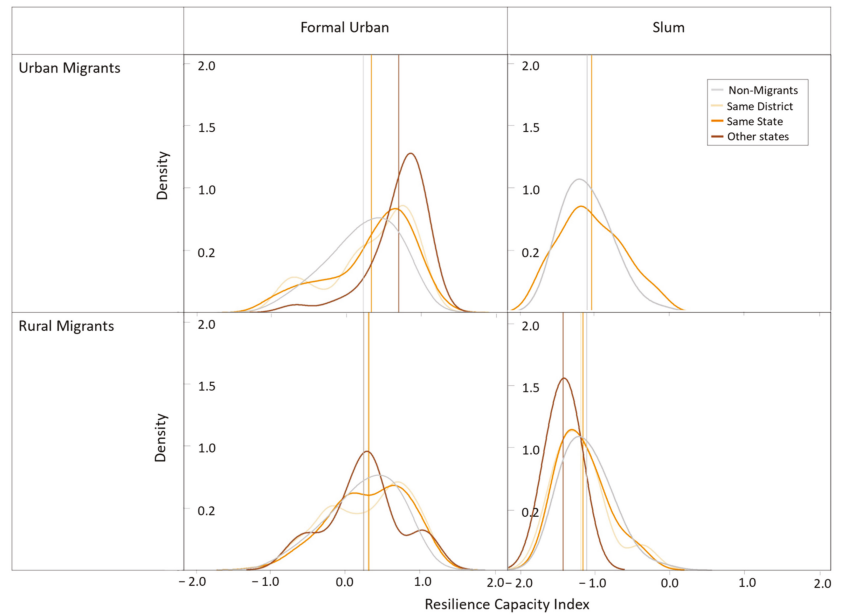 Formal Urban Slum
Urban Migrants
2.0 2.0
Non-Migrants
Same District
Same State
Other states
1.5 1.5
Density
1.0 1.0
0.2 0.2
Rural Migrants
2.0 2.0
1.5 1.5
Density
1.0 1.0
0.2 0.2
−2.0 −1.0 0.0 1.0 2.0 −2.0 −1.0 0.0 1.0 2.0
Resilience Capacity Index